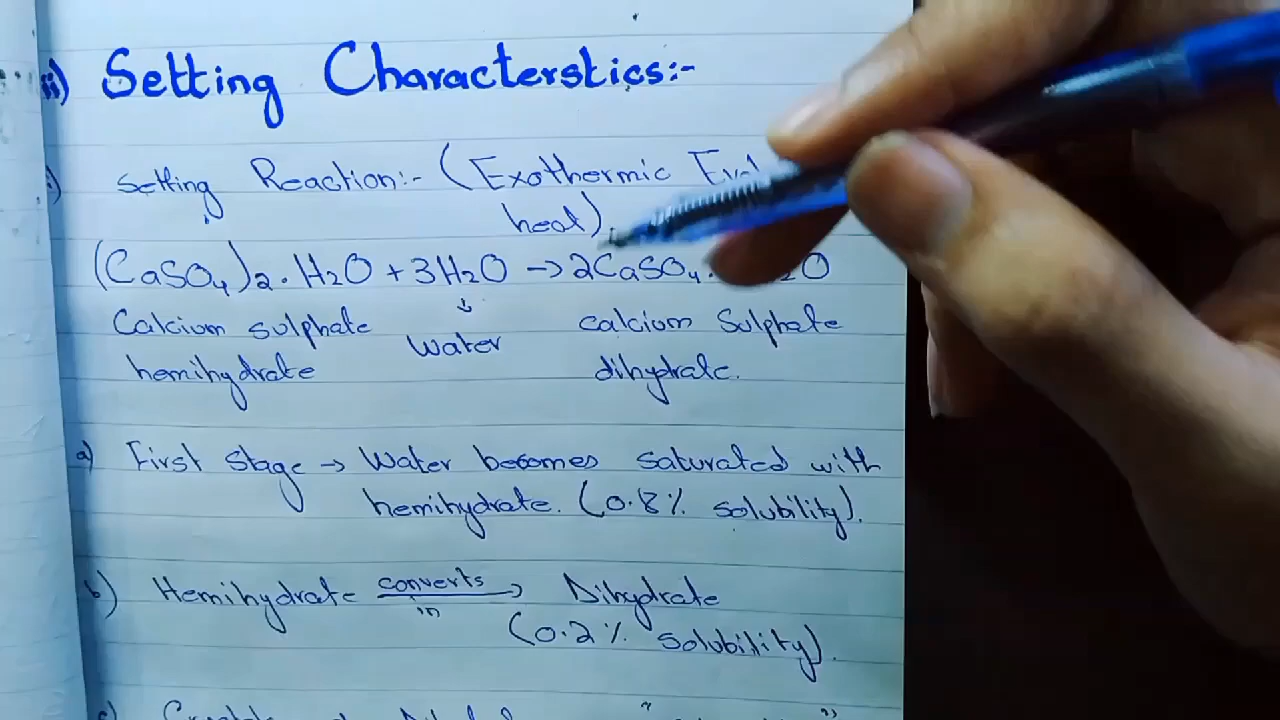 ii) Setting Characterstics:-
Setting Reaction:- (Exothermic
heat)
(CaSO₄)₂.H₂O + 3H₂O → 2CaSO₄.
Calcium sulphate
hemihydrate
↓
Water
calcium Sulphate
dihydrate.
a) First Stage → Water becomes saturated with
hemihydrate. (0.8% solubility).
b) Hemihydrate converts in → Dihydrate
(0.2% solubility).
c)